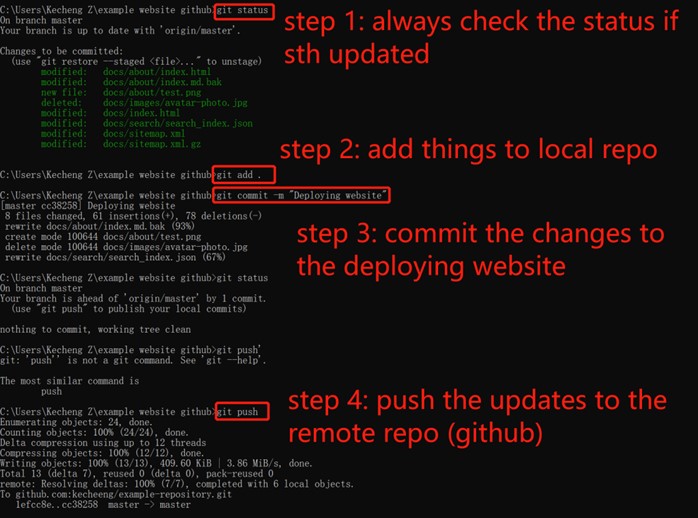 C:\Users\Kecheng Z\example website github>git status
step 1: always check the status if
sth updated
On branch master
Your branch is up to date with 'origin/master'.
Changes to be committed:
(use "git restore --staged <file>..." to unstage)
modified: docs/about/index.html
modified: docs/about/index.md.bak
new file: docs/about/test.png
deleted: docs/images/avatar-photo.jpg
modified: docs/index.html
modified: docs/search/search_index.json
modified: docs/sitemap.xml
modified: docs/sitemap.xml.gz
step 2: add things to local repo
C:\Users\Kecheng Z\example website github>git add .
C:\Users\Kecheng Z\example website github>git commit -m "Deploying website"
[master cc38258] Deploying website
8 files changed, 61 insertions(+), 78 deletions(-)
rewrite docs/about/index.md.bak (93%)
create mode 100644 docs/about/test.png
delete mode 100644 docs/images/avatar-photo.jpg
rewrite docs/search/search_index.json (67%)
step 3: commit the changes to
the deploying website
C:\Users\Kecheng Z\example website github>git status
On branch master
Your branch is ahead of 'origin/master' by 1 commit.
(use "git push" to publish your local commits)
nothing to commit, working tree clean
C:\Users\Kecheng Z\example website github>git push'
git: 'push'' is not a git command. See 'git --help'.
The most similar command is
push
C:\Users\Kecheng Z\example website github>git push
step 4: push the updates to the
remote repo (github)
Enumerating objects: 24, done.
Counting objects: 100% (24/24), done.
Delta compression using up to 12 threads
Compressing objects: 100% (12/12), done.
Writing objects: 100% (13/13), 409.60 KiB | 3.86 MiB/s, done.
Total 13 (delta 7), reused 0 (delta 0), pack-reused 0
remote: Resolving deltas: 100% (7/7), completed with 6 local objects.
To github.com:kecheeng/example-repository.git
1efcc8e..cc38258 master -> master